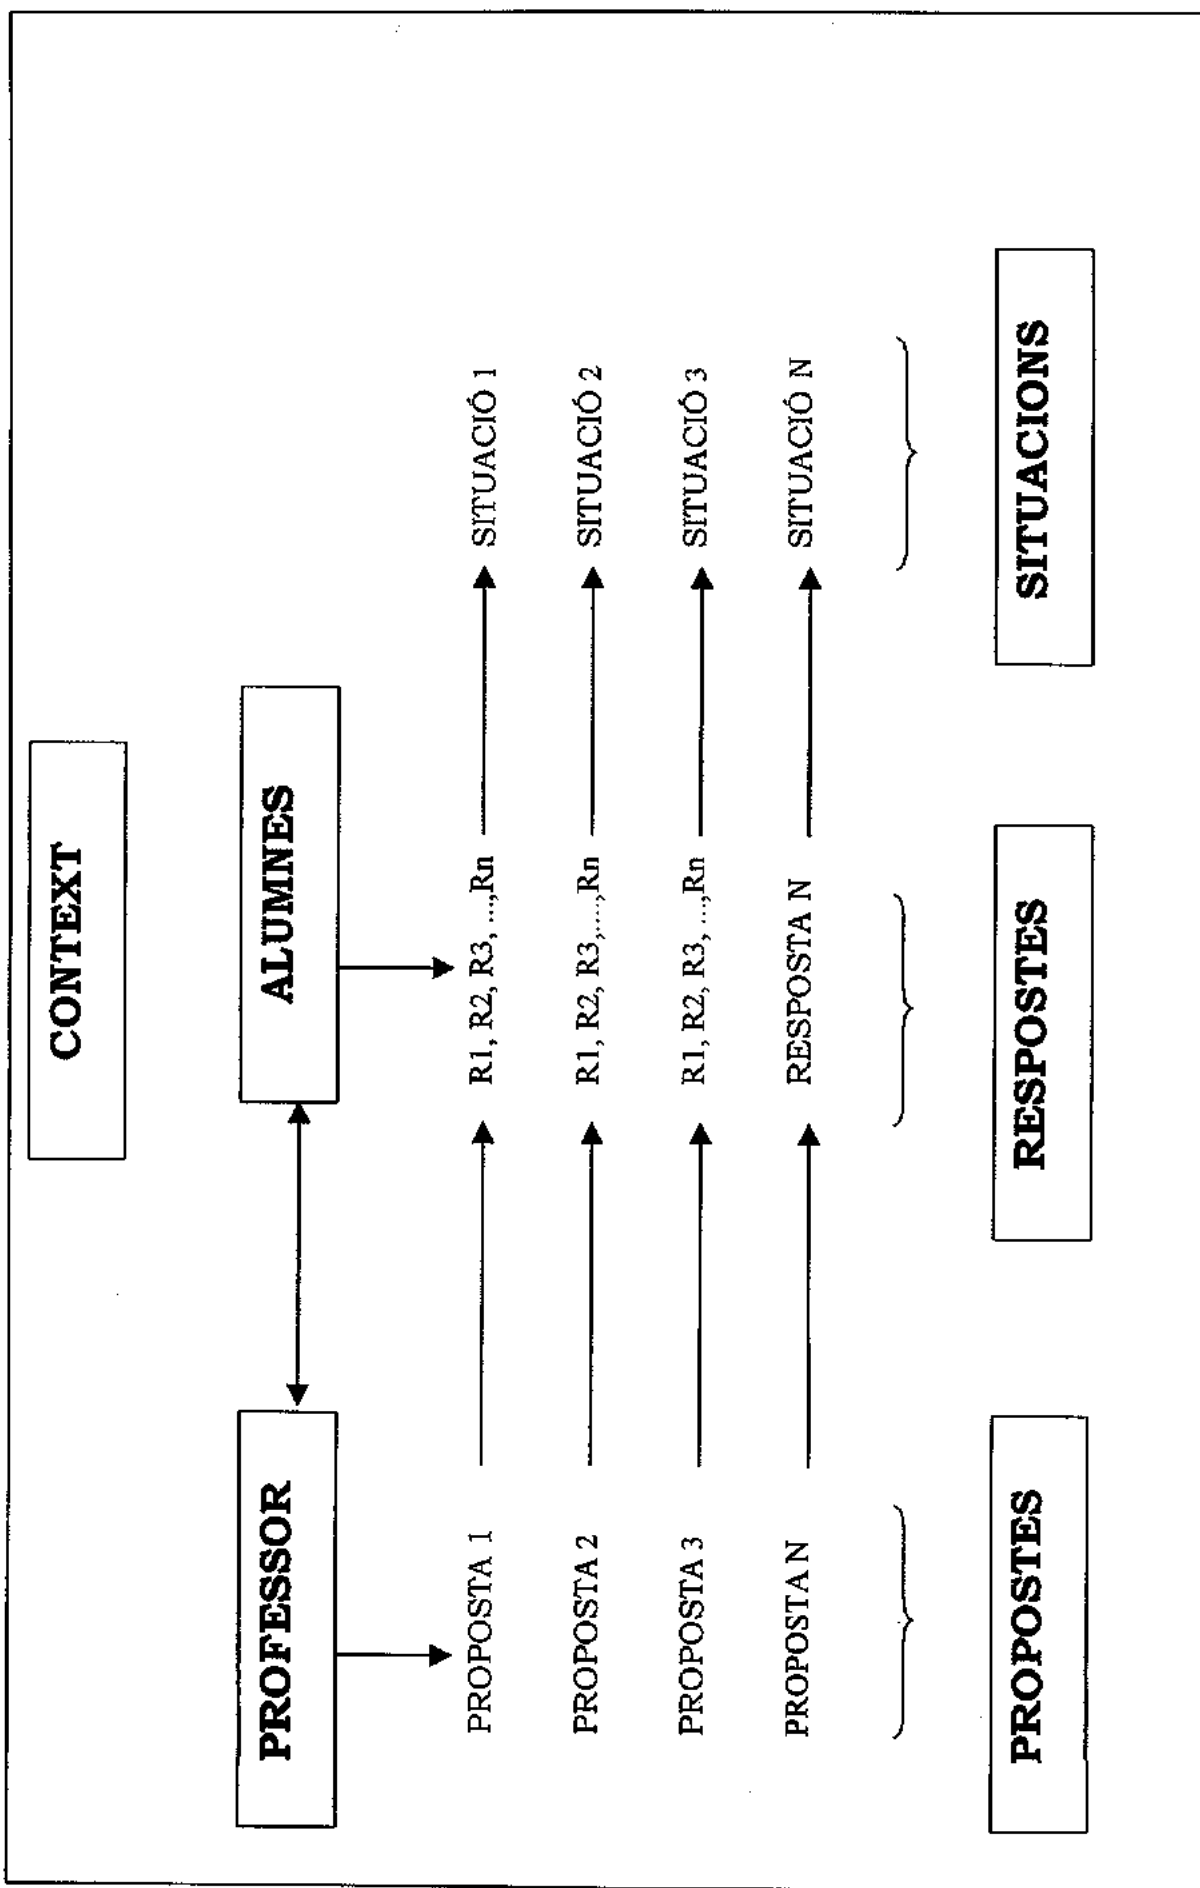 CONTEXT
PROFESSOR
ALUMNES
PROPOSTA 1
R1, R2, R3, ...,Rn
SITUACIÓ 1
PROPOSTA 2
R1, R2, R3,....,Rn
SITUACIÓ 2
PROPOSTA 3
R1, R2, R3, ...,Rn
SITUACIÓ 3
PROPOSTA N
RESPOSTA N
SITUACIÓ N
PROPOSTES
RESPOSTES
SITUACIONS